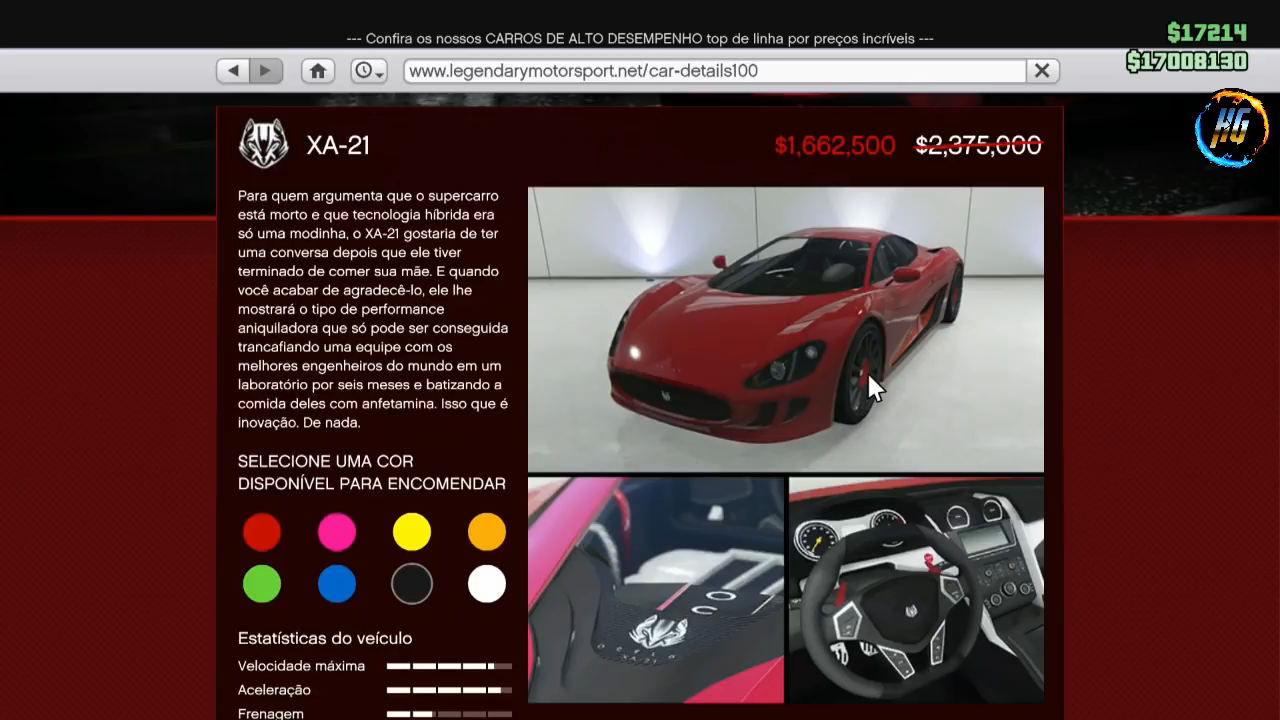 --- Confira os nossos CARROS DE ALTO DESEMPENHO top de linha por preços incríveis ---
$17214
$17008130
www.legendarymotorsport.net/car-details100
HG
XA-21
$1,662,500 $2,375,000
Para quem argumenta que o supercarro
está morto e que tecnologia híbrida era
só uma modinha, o XA-21 gostaria de ter
uma conversa depois que ele tiver
terminado de comer sua mãe. E quando
você acabar de agradecê-lo, ele lhe
mostrará o tipo de performance
aniquiladora que só pode ser conseguida
trancafiando uma equipe com os
melhores engenheiros do mundo em um
laboratório por seis meses e batizando a
comida deles com anfetamina. Isso que é
inovação. De nada.
SELECIONE UMA COR
DISPONÍVEL PARA ENCOMENDAR
Estatísticas do veículo
Velocidade máxima
Aceleração
Frenagem